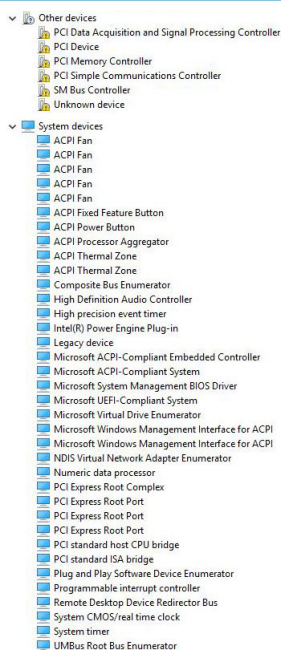 Other devices
PCI Data Acquisition and Signal Processing Controller
PCI Device
PCI Memory Controller
PCI Simple Communications Controller
SM Bus Controller
Unknown device
System devices
ACPI Fan
ACPI Fan
ACPI Fan
ACPI Fan
ACPI Fan
ACPI Fixed Feature Button
ACPI Power Button
ACPI Processor Aggregator
ACPI Thermal Zone
ACPI Thermal Zone
Composite Bus Enumerator
High Definition Audio Controller
High precision event timer
Intel(R) Power Engine Plug-in
Legacy device
Microsoft ACPI-Compliant Embedded Controller
Microsoft ACPI-Compliant System
Microsoft System Management BIOS Driver
Microsoft UEFI-Compliant System
Microsoft Virtual Drive Enumerator
Microsoft Windows Management Interface for ACPI
Microsoft Windows Management Interface for ACPI
NDIS Virtual Network Adapter Enumerator
Numeric data processor
PCI Express Root Complex
PCI Express Root Port
PCI Express Root Port
PCI Express Root Port
PCI standard host CPU bridge
PCI standard ISA bridge
Plug and Play Software Device Enumerator
Programmable interrupt controller
Remote Desktop Device Redirector Bus
System CMOS/real time clock
System timer
UMBus Root Bus Enumerator